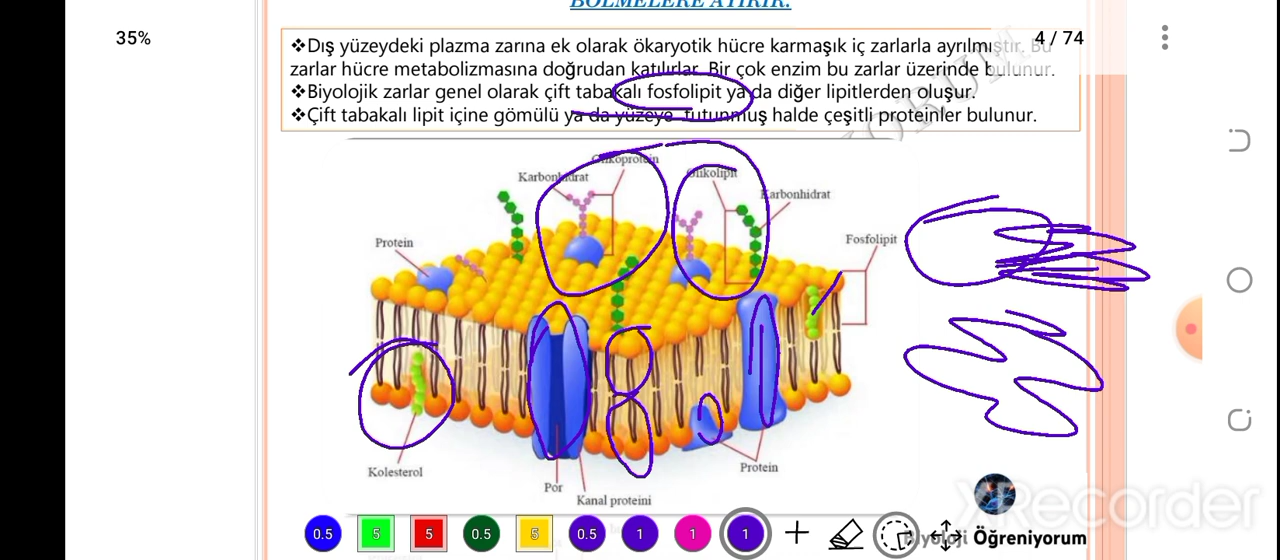 BÖLMELERE AYIRIR.
35%
4 / 74
❖Dış yüzeydeki plazma zarına ek olarak ökaryotik hücre karmaşık iç zarlarla ayrılmıştır. Bu
zarlar hücre metabolizmasına doğrudan katılırlar. Bir çok enzim bu zarlar üzerinde bulunur.
❖Biyolojik zarlar genel olarak çift tabakalı fosfolipit ya da diğer lipitlerden oluşur.
❖Çift tabakalı lipit içine gömülü ya da yüzeye tutunmuş halde çeşitli proteinler bulunur.
Glikoprotein
Karbonhidrat
Glikolipit
Karbonhidrat
Protein
Fosfolipit
Kolesterol
Protein
Por
Kanal proteini
XRecorder
0.5 5 5 0.5 5 0.5 1 1 1
Biyoloji Öğreniyorum